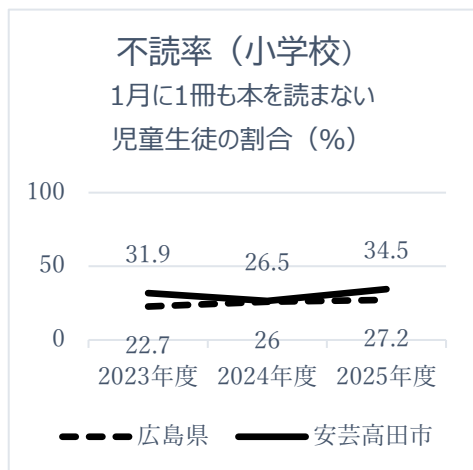 不読率（小学校）
1月に1冊も本を読まない
児童生徒の割合（%）
100
50
0
31.9
26.5
34.5
22.7
26
27.2
2023年度
2024年度
2025年度
広島県
安芸高田市